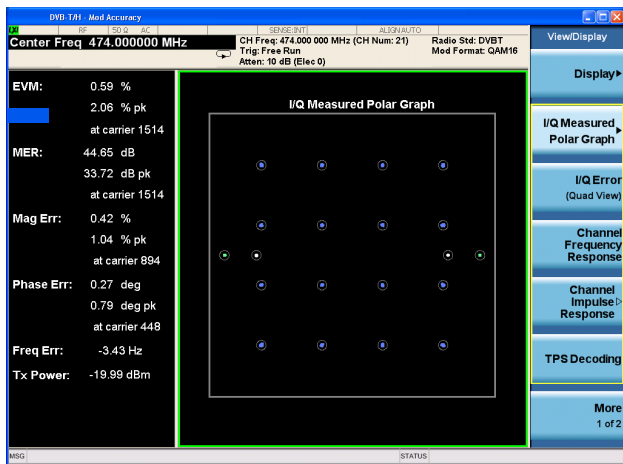 DVB-T/H - Mod Accuracy
RF 50 Ω AC SENSE:INT ALIGN AUTO
Center Freq 474.000000 MHz
CH Freq: 474.000 000 MHz (CH Num: 21)
Trig: Free Run
Atten: 10 dB (Elec 0)
Radio Std: DVBT
Mod Format: QAM16
View/Display
EVM: 0.59 %
2.06 % pk
at carrier 1514
MER: 44.65 dB
33.72 dB pk
at carrier 1514
Mag Err: 0.42 %
1.04 % pk
at carrier 894
Phase Err: 0.27 deg
0.79 deg pk
at carrier 448
Freq Err: -3.43 Hz
Tx Power: -19.99 dBm
I/Q Measured Polar Graph
Display
I/Q Measured
Polar Graph
I/Q Error
(Quad View)
Channel
Frequency
Response
Channel
Impulse
Response
TPS Decoding
More
1 of 2
MSG
STATUS